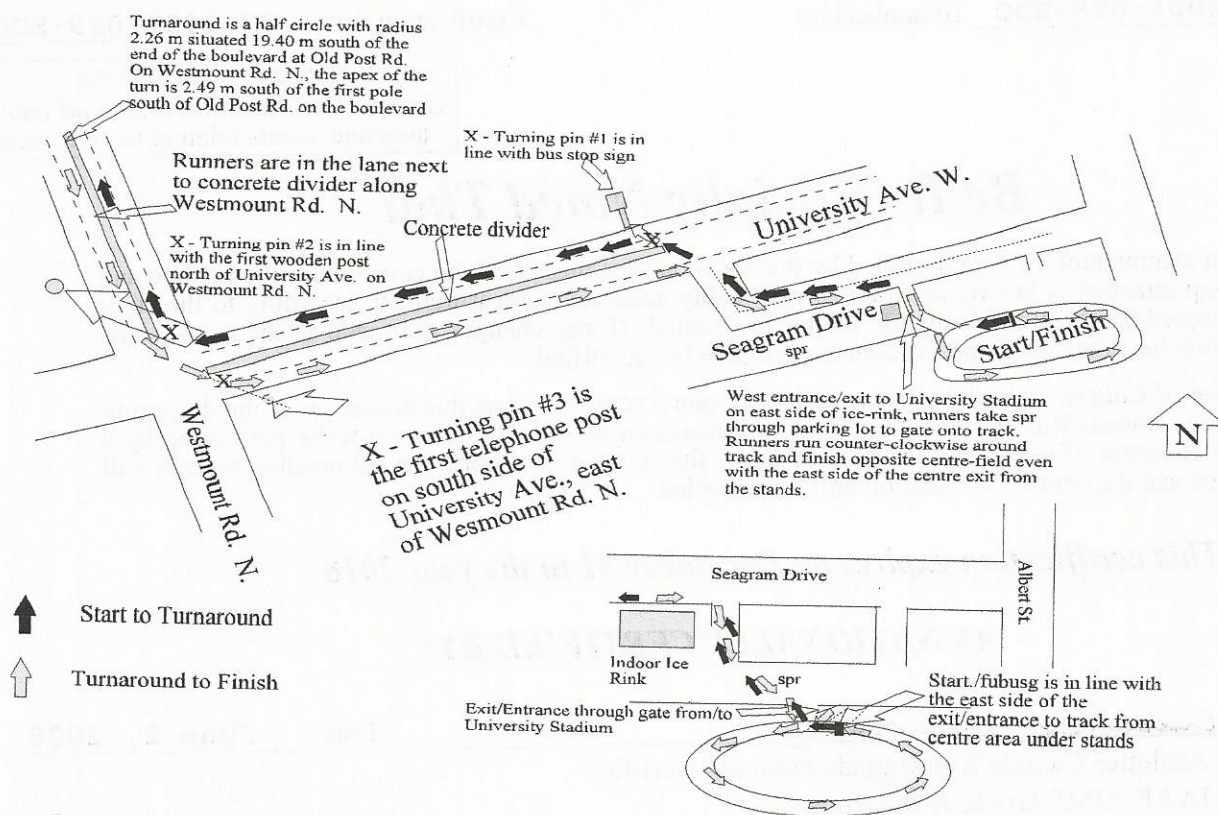 Turnaround is a half circle with radius
2.26 m situated 19.40 m south of the
end of the boulevard at Old Post Rd.
On Westmount Rd. N., the apex of the
turn is 2.49 m south of the first pole
south of Old Post Rd. on the boulevard
X - Turning pin #1 is in
line with bus stop sign
Runners are in the lane next
to concrete divider along
Westmount Rd. N.
University Ave. W.
Concrete divider
X - Turning pin #2 is in line
with the first wooden post
north of University Ave. on
Westmount Rd. N.
X
X
X
Seagram Drive
spr
Start/Finish
West entrance/exit to University Stadium
on east side of ice-rink, runners take spr
through parking lot to gate onto track.
Runners run counter-clockwise around
track and finish opposite centre-field even
with the east side of the centre exit from
the stands.
N
X - Turning pin #3 is
the first telephone post
on south side of
University Ave., east
of Wesmount Rd. N.
Westmount Rd. N.
Seagram Drive
Albert St.
Start to Turnaround
Turnaround to Finish
Indoor Ice
Rink
spr
Exit/Entrance through gate from/to
University Stadium
Start./fubusg is in line with
the east side of the
exit/entrance to track from
centre area under stands